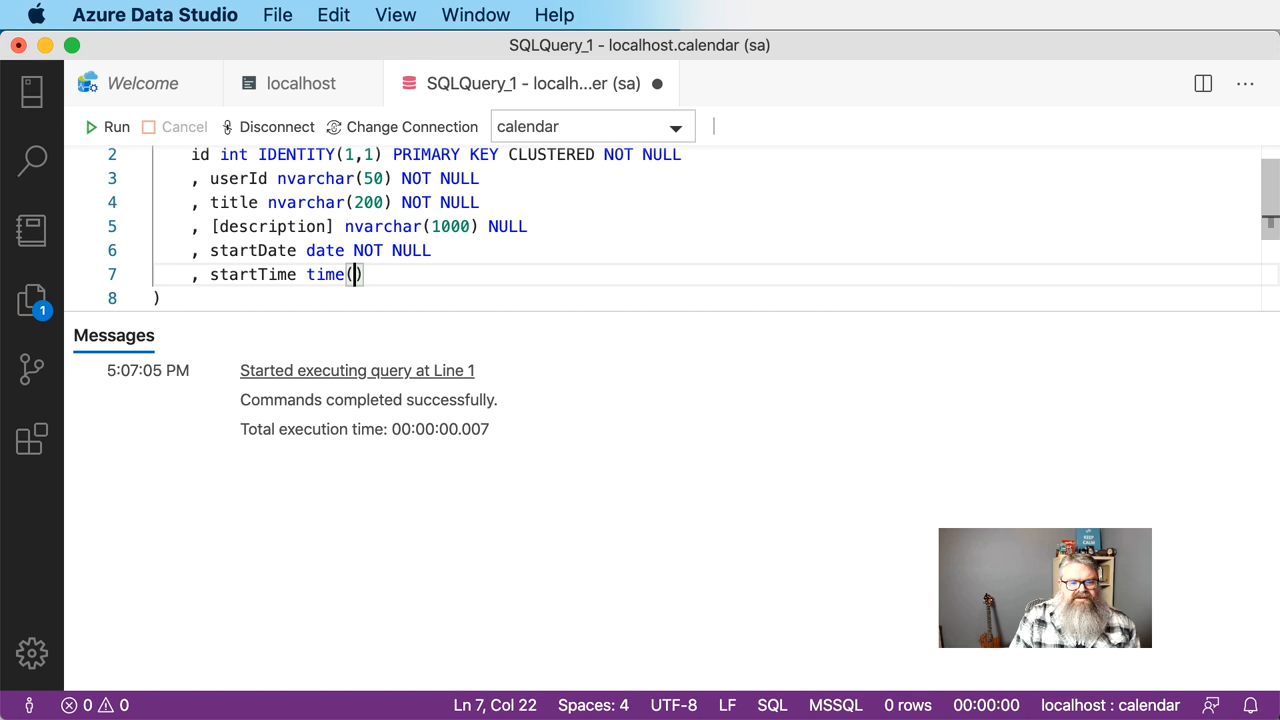 Azure Data Studio File Edit View Window Help
SQLQuery_1 - localhost.calendar (sa)
Welcome localhost SQLQuery_1 - localh...er (sa)
Run Cancel Disconnect Change Connection calendar
2 id int IDENTITY(1,1) PRIMARY KEY CLUSTERED NOT NULL
3 , userId nvarchar(50) NOT NULL
4 , title nvarchar(200) NOT NULL
5 , [description] nvarchar(1000) NULL
6 , startDate date NOT NULL
7 , startTime time()
8 )
Messages
5:07:05 PM Started executing query at Line 1
Commands completed successfully.
Total execution time: 00:00:00.007
1
KEEP
CALM
0 0 Ln 7, Col 22 Spaces: 4 UTF-8 LF SQL MSSQL 0 rows 00:00:00 localhost : calendar